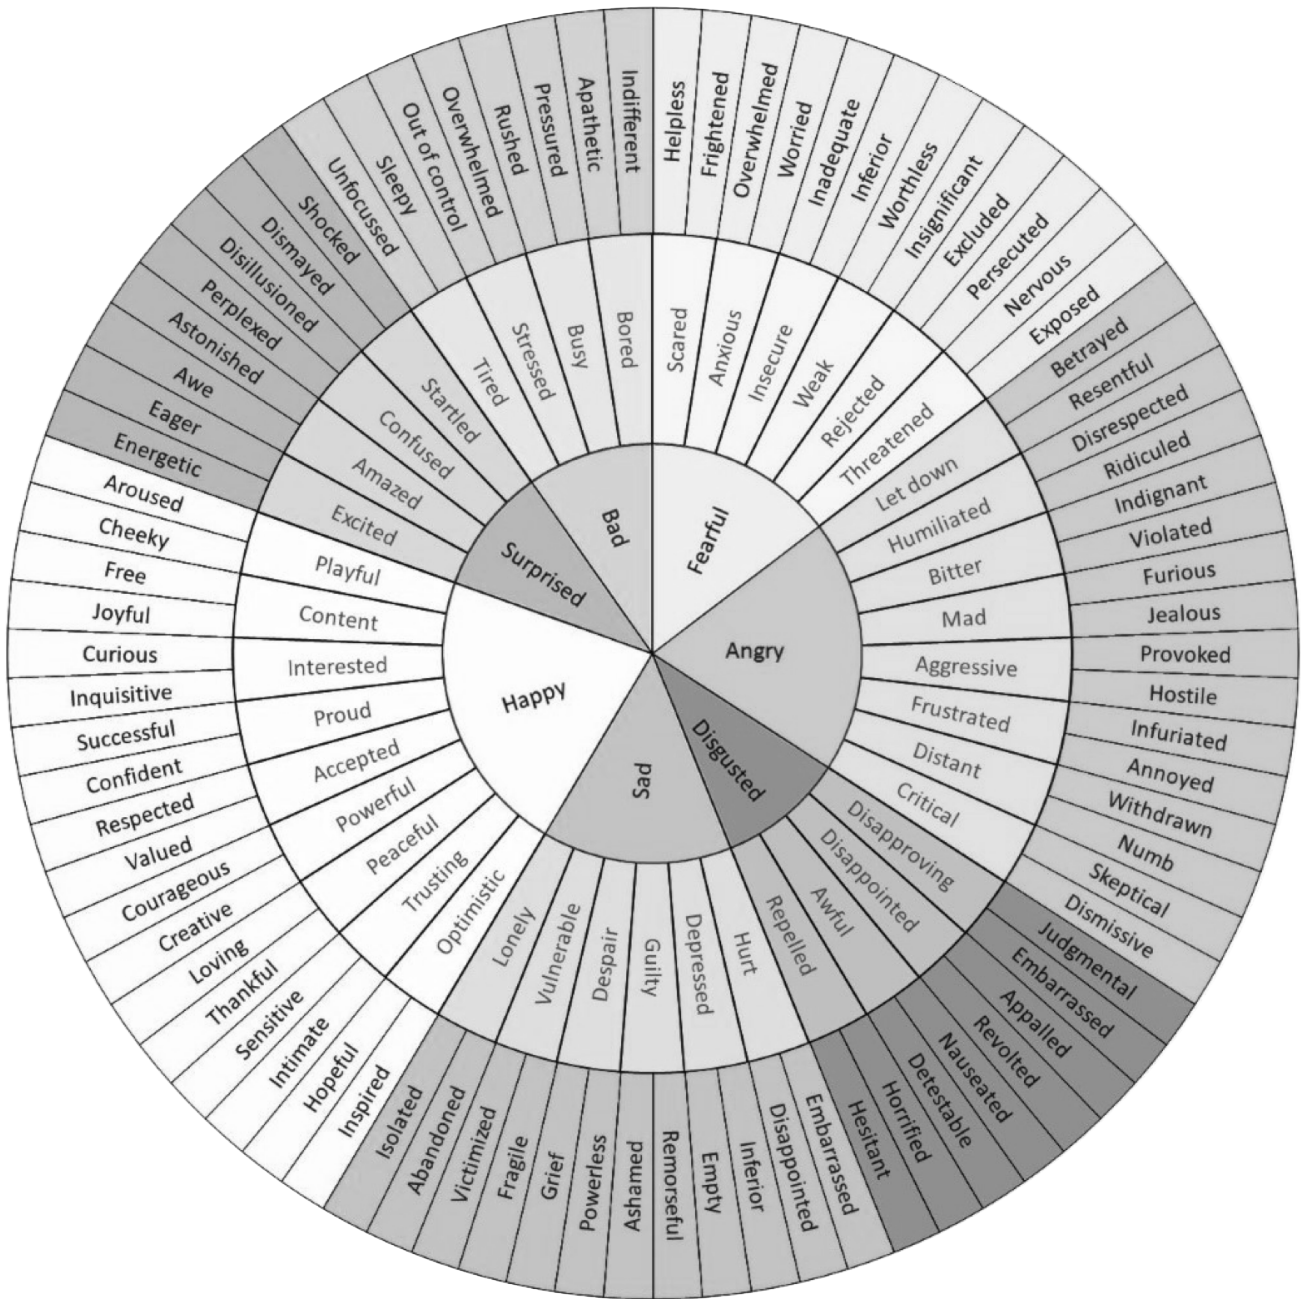 Fearful
Angry
Disgusted
Sad
Happy
Surprised
Bad
Scared
Anxious
Insecure
Weak
Rejected
Threatened
Let down
Humiliated
Bitter
Mad
Aggressive
Frustrated
Distant
Critical
Disapproving
Disappointed
Awful
Repelled
Hurt
Depressed
Guilty
Despair
Vulnerable
Lonely
Optimistic
Trusting
Peaceful
Powerful
Accepted
Proud
Interested
Content
Playful
Excited
Amazed
Confused
Startled
Tired
Stressed
Busy
Bored
Helpless
Frightened
Overwhelmed
Worried
Inadequate
Inferior
Worthless
Insignificant
Excluded
Persecuted
Nervous
Exposed
Betrayed
Resentful
Disrespected
Ridiculed
Indignant
Violated
Furious
Jealous
Provoked
Hostile
Infuriated
Annoyed
Withdrawn
Numb
Skeptical
Dismissive
Judgmental
Embarrassed
Appalled
Revolted
Nauseated
Detestable
Horrified
Hesitant
Embarrassed
Disappointed
Inferior
Empty
Remorseful
Ashamed
Powerless
Grief
Fragile
Victimized
Abandoned
Isolated
Inspired
Hopeful
Intimate
Sensitive
Thankful
Loving
Creative
Courageous
Valued
Respected
Confident
Successful
Inquisitive
Curious
Joyful
Free
Cheeky
Aroused
Energetic
Eager
Awe
Astonished
Perplexed
Disillusioned
Dismayed
Shocked
Unfocussed
Sleepy
Out of control
Overwhelmed
Rushed
Pressured
Apathetic
Indifferent